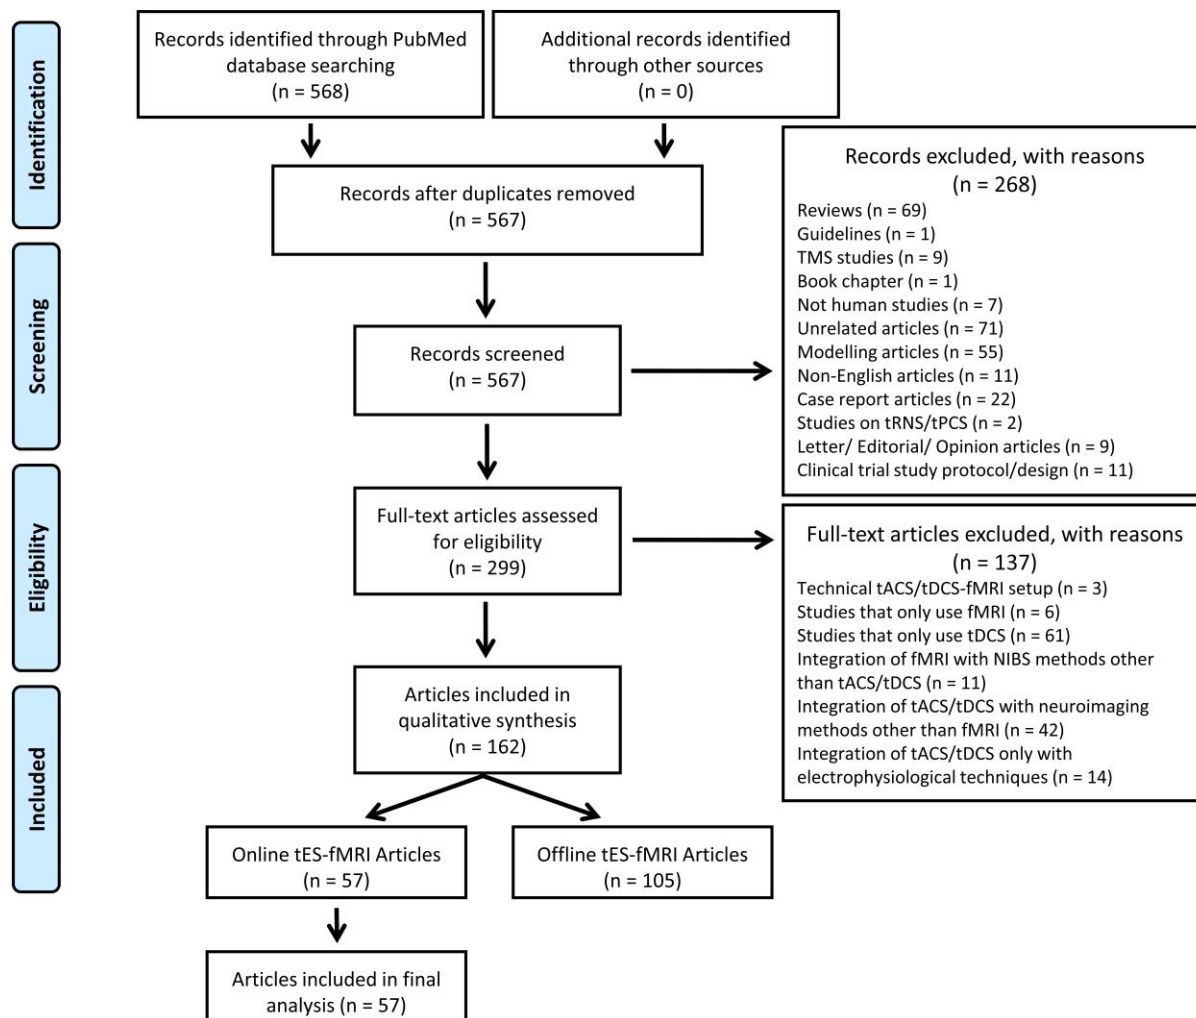 Identification
Screening
Eligibility
Included
Records identified through PubMed
database searching
(n = 568)
Additional records identified
through other sources
(n = 0)
Records after duplicates removed
(n = 567)
Records screened
(n = 567)
Records excluded, with reasons
(n = 268)
Reviews (n = 69)
Guidelines (n = 1)
TMS studies (n = 9)
Book chapter (n = 1)
Not human studies (n = 7)
Unrelated articles (n = 71)
Modelling articles (n = 55)
Non-English articles (n = 11)
Case report articles (n = 22)
Studies on tRNS/tPCS (n = 2)
Letter/ Editorial/ Opinion articles (n = 9)
Clinical trial study protocol/design (n = 11)
Full-text articles assessed
for eligibility
(n = 299)
Full-text articles excluded, with reasons
(n = 137)
Technical tACS/tDCS-fMRI setup (n = 3)
Studies that only use fMRI (n = 6)
Studies that only use tDCS (n = 61)
Integration of fMRI with NIBS methods other
than tACS/tDCS (n = 11)
Integration of tACS/tDCS with neuroimaging
methods other than fMRI (n = 42)
Integration of tACS/tDCS only with
electrophysiological techniques (n = 14)
Articles included in
qualitative synthesis
(n = 162)
Online tES-fMRI Articles
(n = 57)
Offline tES-fMRI Articles
(n = 105)
Articles included in final
analysis (n = 57)